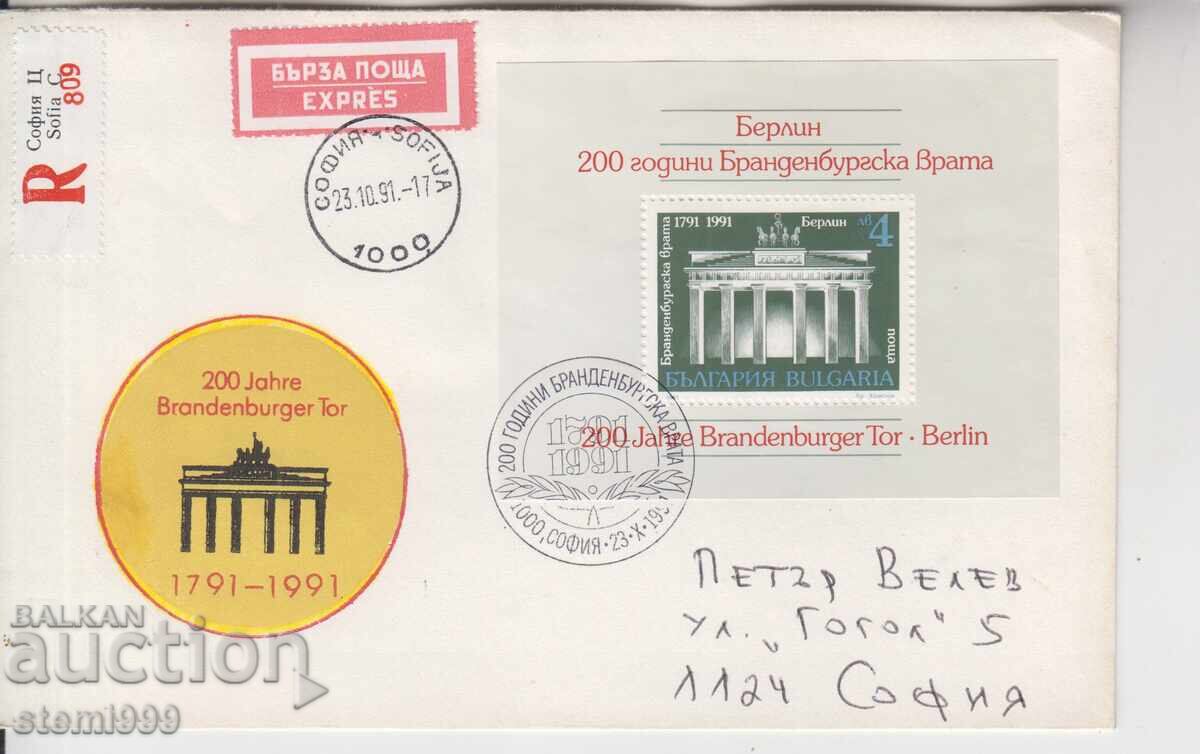 София Ц
Sofia C
R
809
БЪРЗА ПОЩА
EXPRÈS
СОФИЯ · SOFIJA
23.10.91.-17
1000
Берлин
200 години Бранденбургска врата
1791 1991 Берлин лв 4
Бранденбургска врата
поща
БЪЛГАРИЯ BULGARIA
200 Jahre Brandenburger Tor · Berlin
200 Jahre
Brandenburger Tor
1791–1991
200 ГОДИНИ БРАНДЕНБУРГСКА ВРАТА
1791
1991
1000, СОФИЯ · 23·X·199
ПЕТЪР ВЕЛЕВ
УЛ. „ГОГОЛ" 5
1124 СОФИЯ
BALKAN
auction
stemi999